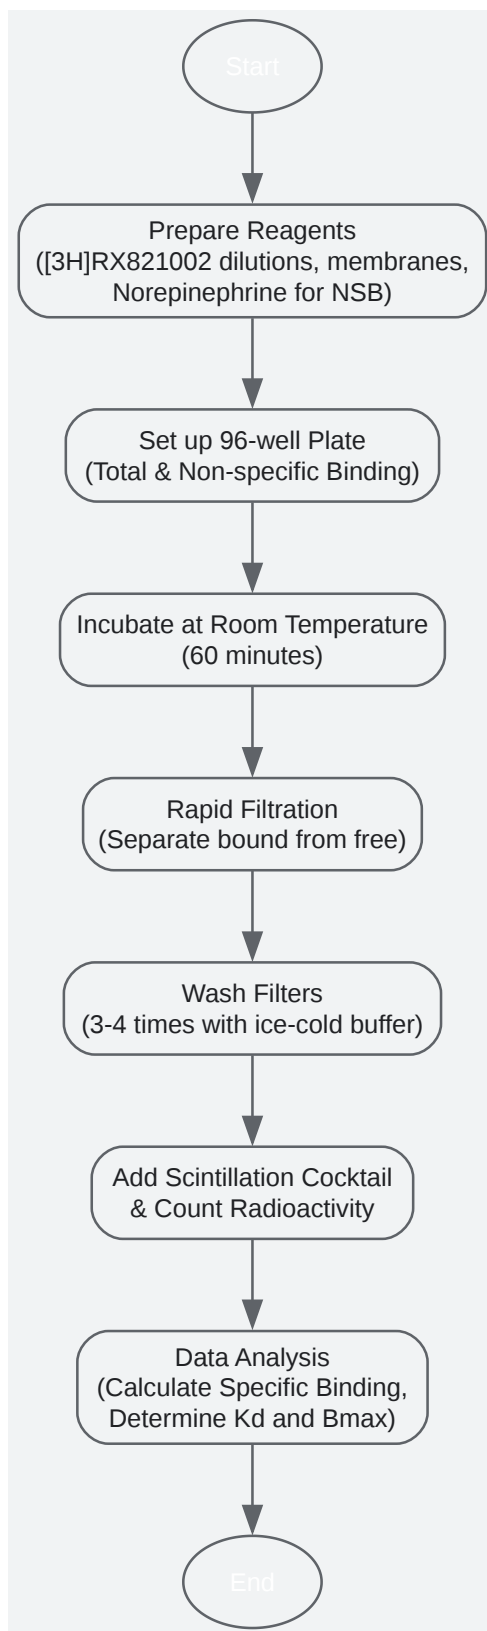 Start
Prepare Reagents
([3H]RX821002 dilutions, membranes,
Norepinephrine for NSB)
Set up 96-well Plate
(Total & Non-specific Binding)
Incubate at Room Temperature
(60 minutes)
Rapid Filtration
(Separate bound from free)
Wash Filters
(3-4 times with ice-cold buffer)
Add Scintillation Cocktail
& Count Radioactivity
Data Analysis
(Calculate Specific Binding,
Determine Kd and Bmax)
End